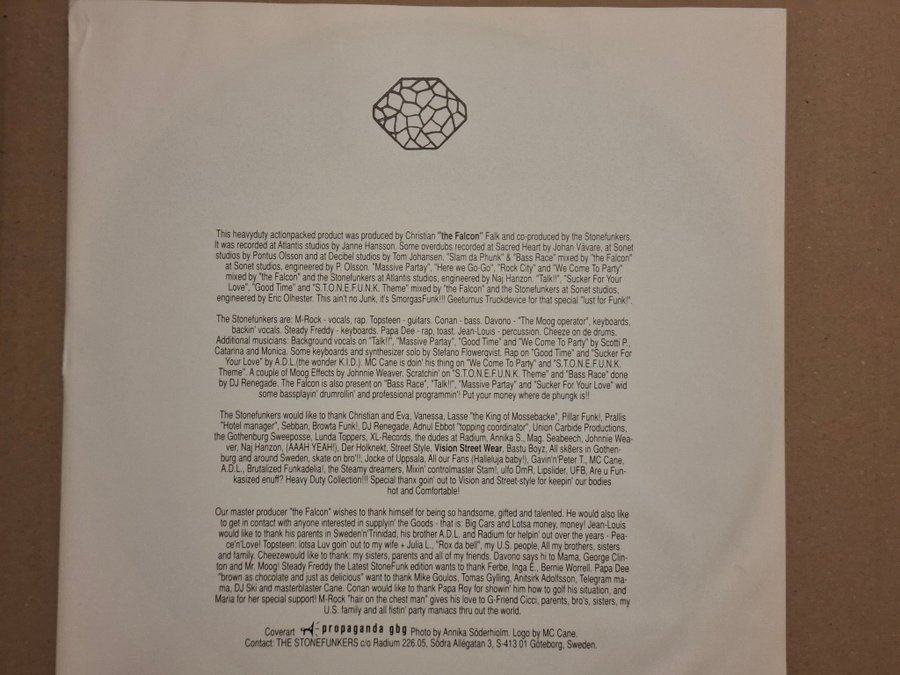 This heavyduty actionpacked product was produced by Christian "the Falcon" Falk and co-produced by the Stonefunkers.
It was recorded at Atlantis studios by Janne Hansson. Some overdubs recorded at Sacred Heart by Johan Vävare, at Sonet
studios by Pontus Olsson and at Decibel studios by Tom Johansen. "Slam da Phunk" & "Bass Race" mixed by "the Falcon"
at Sonet studios, engineered by P. Olsson. "Massive Partay", "Here we Go-Go", "Rock City" and "We Come To Party"
mixed by "the Falcon" and the Stonefunkers at Atlantis studios, engineered by Naj Hanzon. "Talk!!", "Sucker For Your
Love", "Good Time" and "S.T.O.N.E.F.U.N.K. Theme" mixed by "the Falcon" and the Stonefunkers at Sonet studios,
engineered by Eric Olhester. This ain't no Junk, it's SmorgasFunk!!! Geeturnus Truckdevice for that special "lust for Funk!".
The Stonefunkers are: M-Rock - vocals, rap. Topsteen - guitars. Conan - bass. Davono - "The Moog operator", keyboards,
backin' vocals. Steady Freddy - keyboards. Papa Dee - rap, toast. Jean-Louis - percussion. Cheeze on de drums.
Additional musicians: Background vocals on "Talk!!", "Massive Partay", "Good Time" and "We Come To Party" by Scotti P.,
Catarina and Monica. Some keyboards and synthesizer solo by Stefano Flowerqvist. Rap on "Good Time" and "Sucker For
Your Love" by A.D.L.(the wonder K.I.D.). MC Cane is doin' his thing on "We Come To Party" and "S.T.O.N.E.F.U.N.K.
Theme". A couple of Moog Effects by Johnnie Weaver. Scratchin' on "S.T.O.N.E.F.U.N.K. Theme" and "Bass Race" done
by DJ Renegade. The Falcon is also present on "Bass Race", "Talk!!", "Massive Partay" and "Sucker For Your Love" wid
some bassplayin' drumrollin' and professional programmin'! Put your money where de phungk is!!
The Stonefunkers would like to thank Christian and Eva, Vanessa, Lasse "the King of Mossebacke", Pillar Funk!, Prallis
"Hotel manager", Sebban, Browta Funk!, DJ Renegade, Adnul Ebbot "topping coordinator", Union Carbide Productions,
the Gothenburg Sweeposse, Lunda Toppers, XL-Records, the dudes at Radium, Annika S., Mag. Seabeech, Johnnie Wea-
ver, Naj Hanzon, (AAAH YEAH!), Der Holknekt, Street Style, Vision Street Wear, Bastu Boyz, All sk8ers in Gothen-
burg and around Sweden, skate on bro'!!, Jocke of Uppsala, All our Fans (Halleluja baby!), Gavin'n'Peter T., MC Cane,
A.D.L., Brutalized Funkadelia!, the Steamy dreamers, Mixin' controlmaster Stam!, ulfo DmR, Lipslider, UFB, Are u Fun-
kasized enuff? Heavy Duty Collection!!! Special thanx goin' out to Vision and Street-style for keepin' our bodies
hot and Comfortable!
Our master producer "the Falcon" wishes to thank himself for being so handsome, gifted and talented. He would also like
to get in contact with anyone interested in supplyin' the Goods - that is: Big Cars and Lotsa money, money! Jean-Louis
would like to thank his parents in Sweden'n'Trinidad, his brother A.D.L. and Radium for helpin' out over the years - Pea-
ce'n'Love! Topsteen: lotsa Luv goin' out to my wife + Julia L., "Rox da bell", my U.S. people, All my brothers, sisters
and family. Cheezewould like to thank: my sisters, parents and all of my friends. Davono says hi to Mama, George Clin-
ton and Mr. Moog! Steady Freddy the Latest StoneFunk edition wants to thank Ferbe, Inga E., Bernie Worrell. Papa Dee
"brown as chocolate and just as delicious" want to thank Mike Goulos, Tomas Gylling, Anitsirk Adolfsson, Telegram ma-
ma, DJ Ski and masterblaster Cane. Conan would like to thank Papa Roy for showin' him how to golf his situation, and
Maria for her special support! M-Rock "hair on the chest man" gives his love to G-Friend Cicci, parents, bro's, sisters, my
U.S. family and all fistin' party maniacs thru out the world.
Coverart propaganda gbg Photo by Annika Söderholm. Logo by MC Cane.
Contact: THE STONEFUNKERS c/o Radium 226.05, Södra Allégatan 3, S-413 01 Göteborg, Sweden.